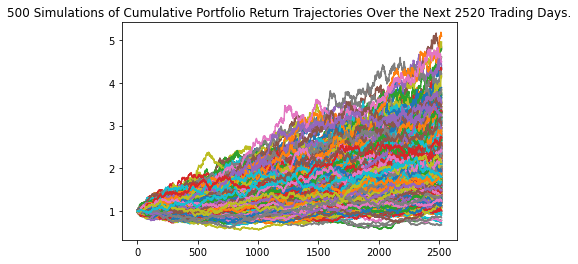 500 Simulations of Cumulative Portfolio Return Trajectories Over the Next 2520 Trading Days.
5
4
3
2
1
0 500 1000 1500 2000 2500